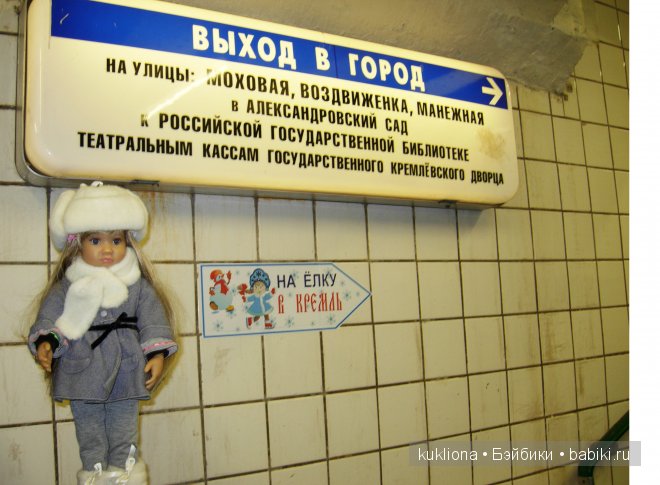 ВЫХОД В ГОРОД
НА УЛИЦЫ: МОХОВАЯ, ВОЗДВИЖЕНКА, МАНЕЖНАЯ
В АЛЕКСАНДРОВСКИЙ САД
К РОССИЙСКОЙ ГОСУДАРСТВЕННОЙ БИБЛИОТЕКЕ
ТЕАТРАЛЬНЫМ КАССАМ ГОСУДАРСТВЕННОГО КРЕМЛЁВСКОГО ДВОРЦА
НА ЁЛКУ
В КРЕМЛЬ
kukliona • Бэйбики • babiki.ru